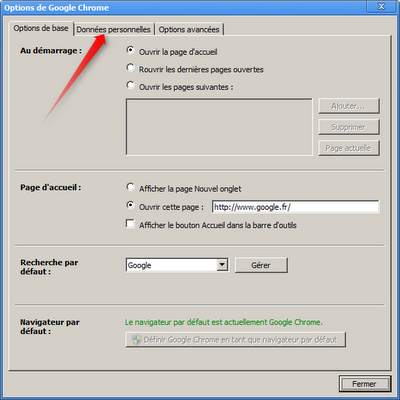 Options de Google Chrome
Options de base
Données personnelles
Options avancées
Au démarrage :
Ouvrir la page d'accueil
Rouvrir les dernières pages ouvertes
Ouvrir les pages suivantes :
Ajouter...
Supprimer
Page actuelle
Page d'accueil :
Afficher la page Nouvel onglet
Ouvrir cette page :
http://www.google.fr/
Afficher le bouton Accueil dans la barre d'outils
Recherche par
défaut :
Google
Gérer
Navigateur par
défaut :
Le navigateur par défaut est actuellement Google Chrome.
Définir Google Chrome en tant que navigateur par défaut
Fermer